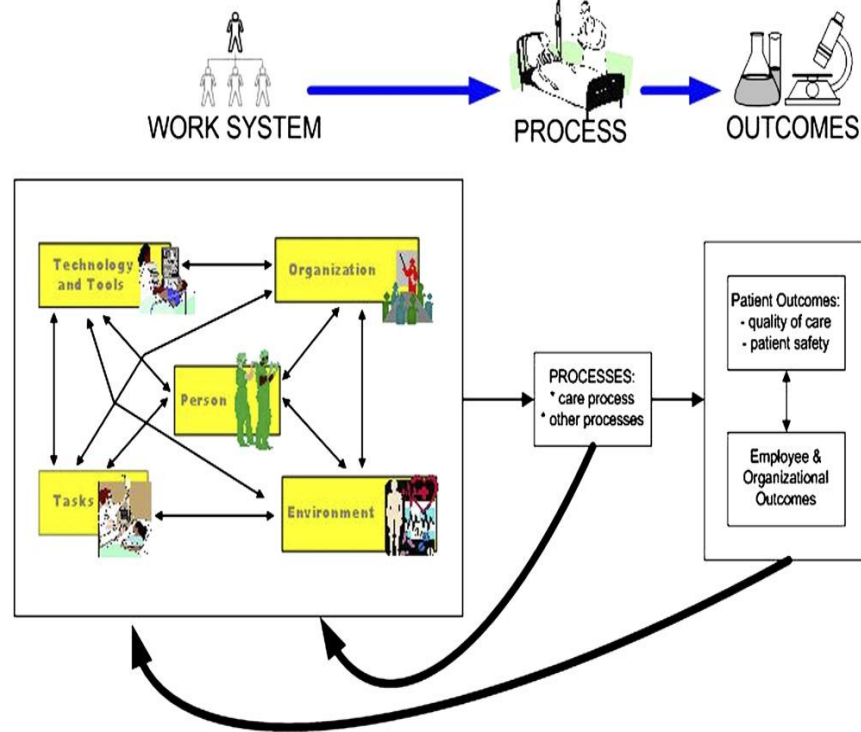 WORK SYSTEM
PROCESS
OUTCOMES
Technology
and Tools
Organization
Person
Tasks
Environment
PROCESSES:
* care process
* other processes
Patient Outcomes:
- quality of care
- patient safety
Employee &
Organizational
Outcomes